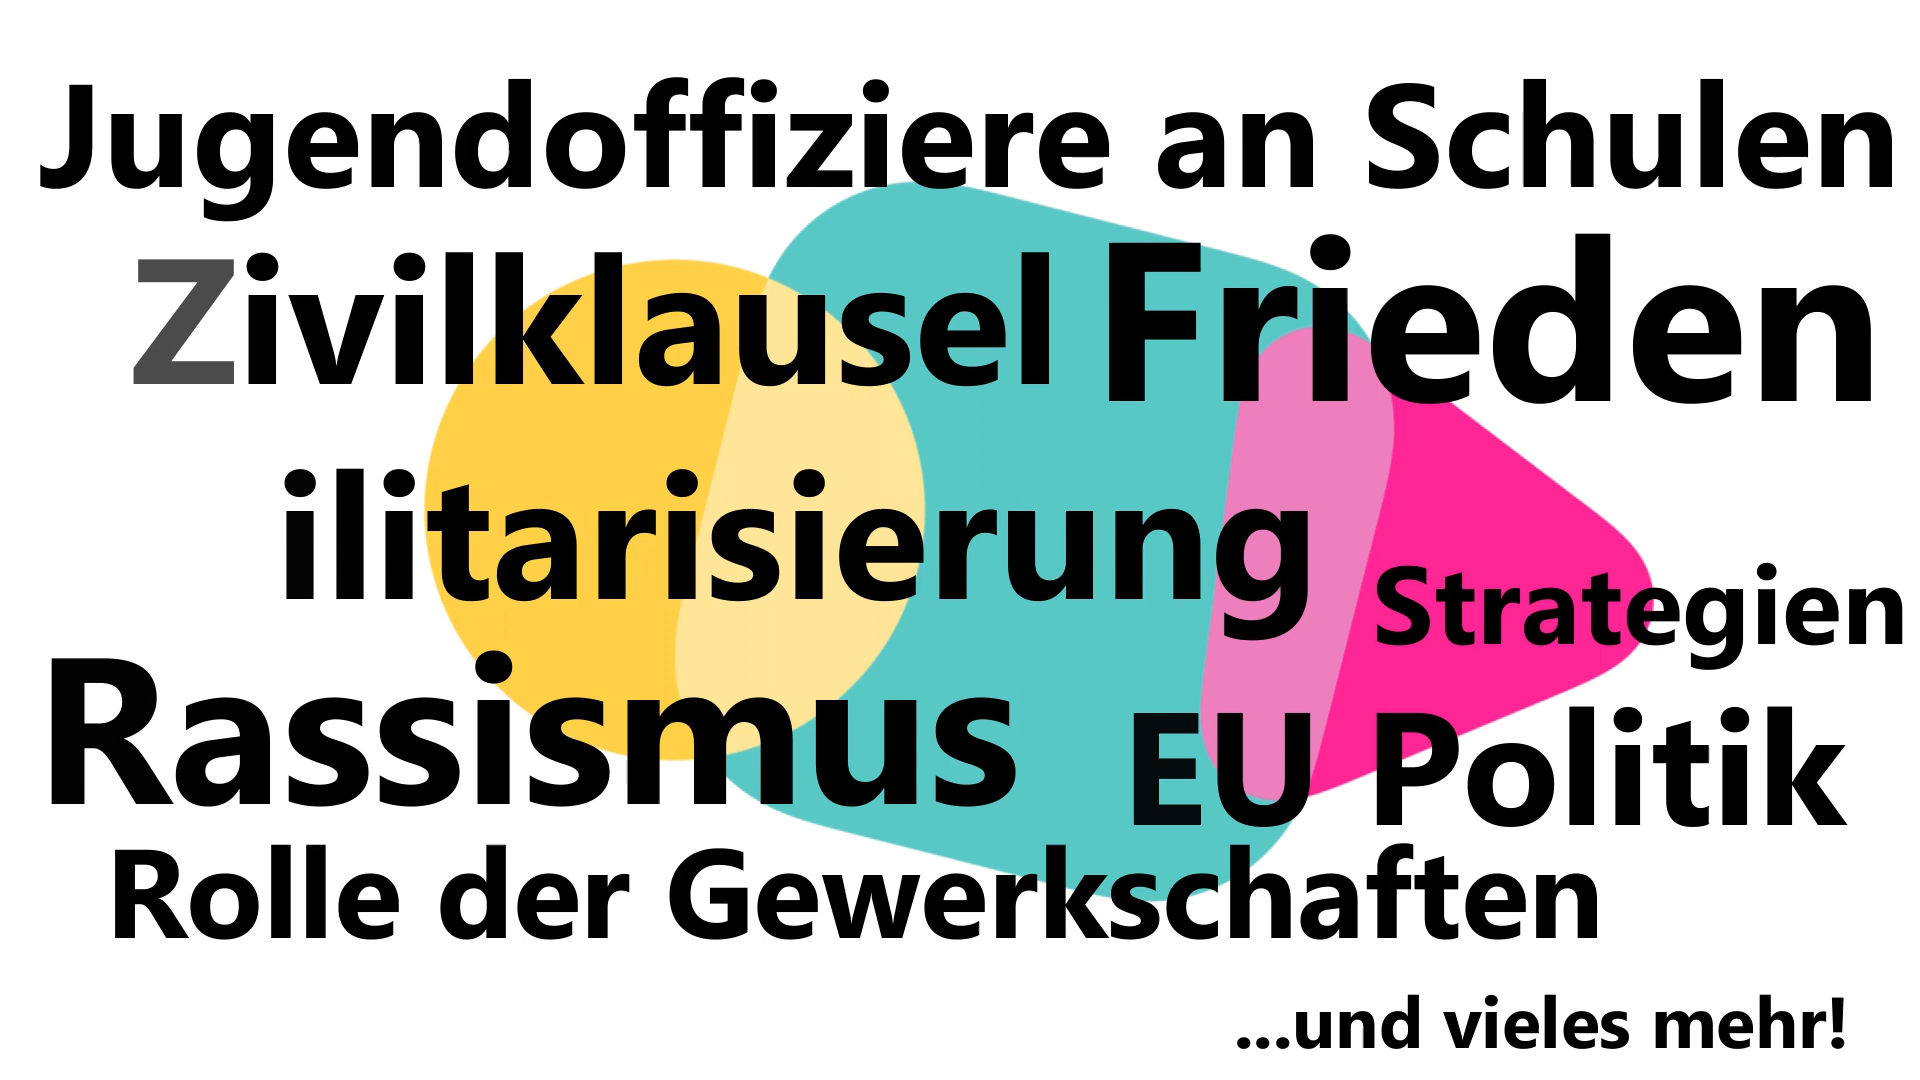 Jugendoffiziere an Schulen
Zivilklausel Frieden
ilitarisierung
Strategien
Rassismus
EU Politik
Rolle der Gewerkschaften
...und vieles mehr!